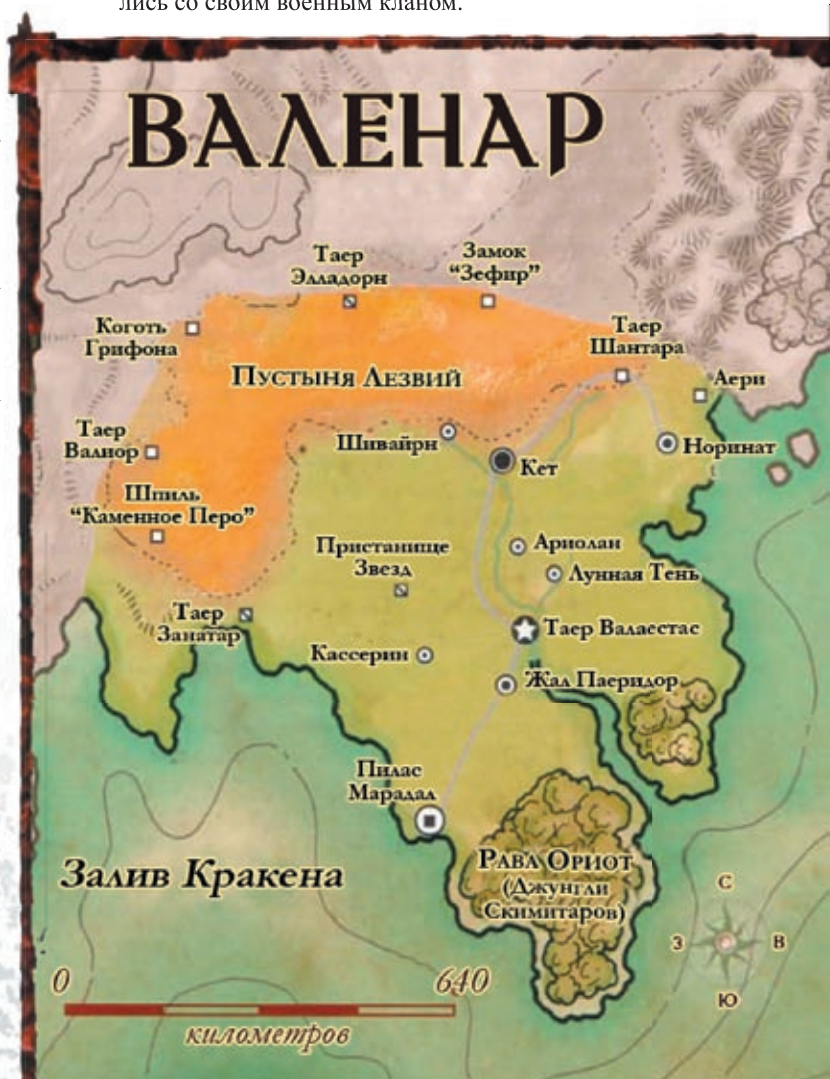 лись со своим военным кланом.
ВАЛЕНАР
Таер
Элладорн
Замок
“Зефир”
Коготь
Грифона
Таер
Шантара
Пустыня Лезвий
Аери
Таер
Валиор
Шивайрн
Норинат
Кет
Шпиль
“Каменное Перо”
Пристанище
Звезд
Ариолан
Лунная Тень
Таер
Занатар
Таер Валаестас
Кассерин
Жал Паеридор
Пилас
Марадал
Залив Кракена
Равл Ориот
(Джунгли
Скимитаров)
С
З
В
Ю
0
640
километров